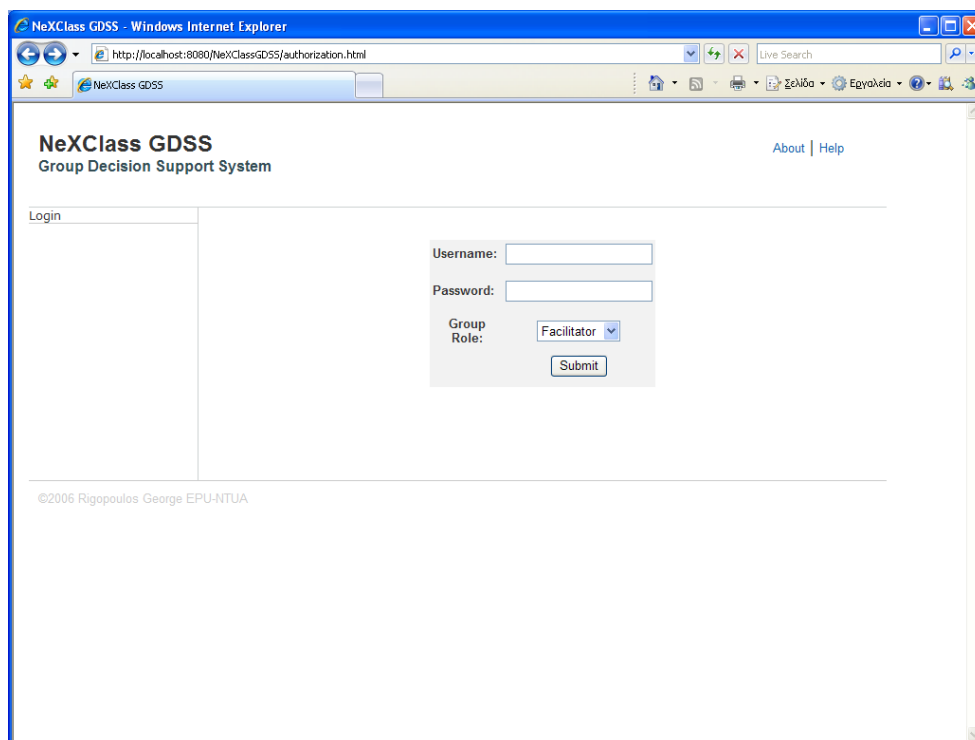 NeXClass GDSS - Windows Internet Explorer
http://localhost:8080/NeXClassGDSS/authorization.html
Live Search
NeXClass GDSS
Σελίδα
Εργαλεία
NeXClass GDSS
Group Decision Support System
About | Help
Login
Username:
Password:
Group
Role:
Facilitator
Submit
©2006 Rigopoulos George EPU-NTUA